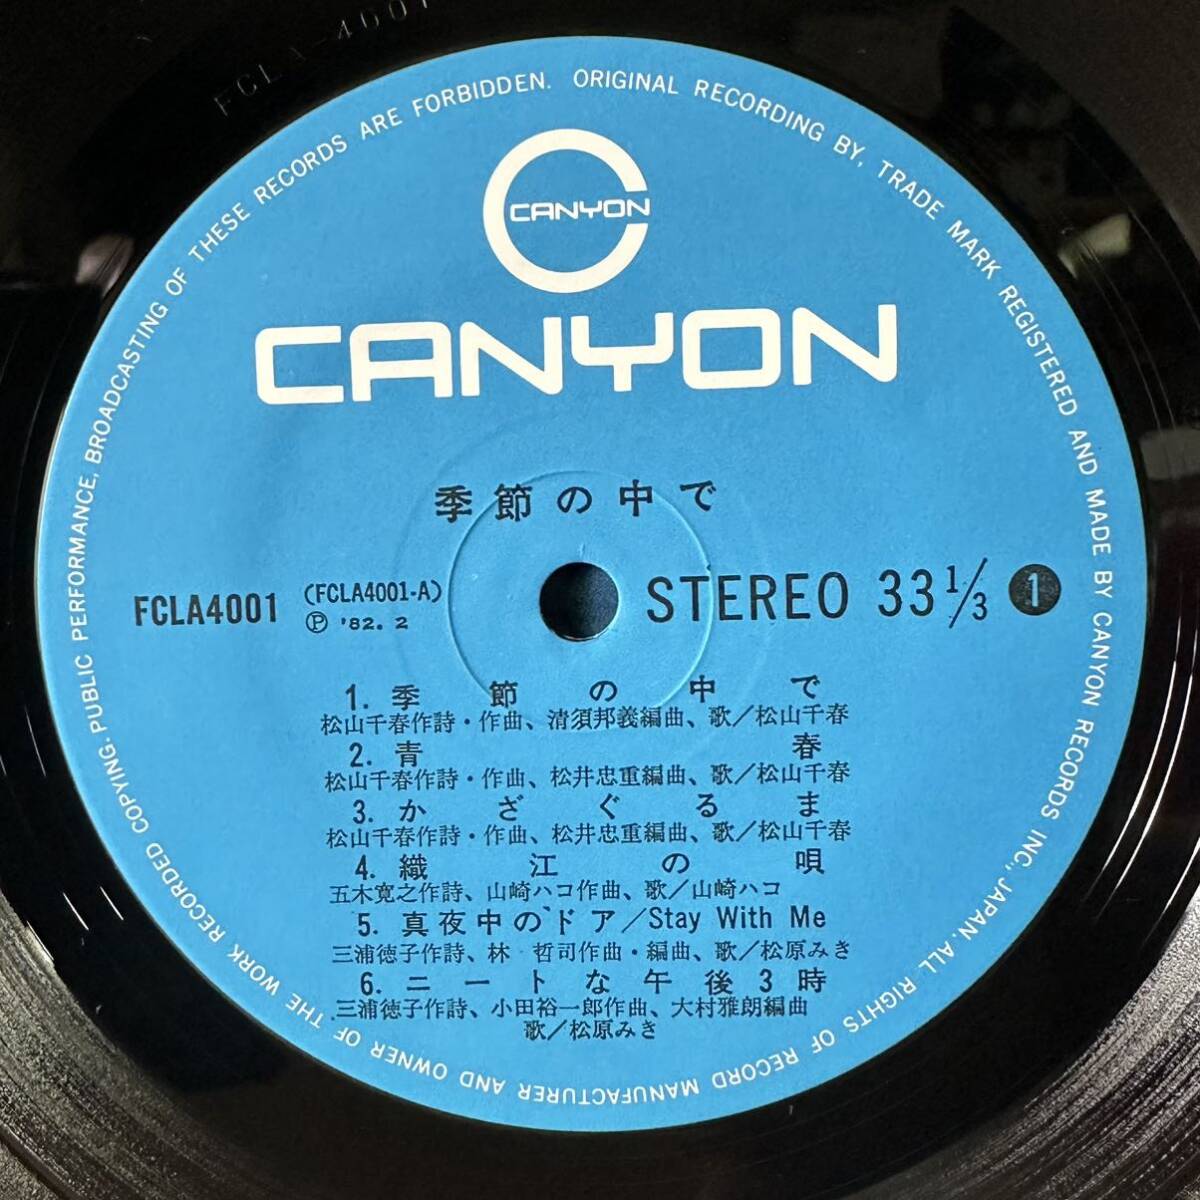 FCLA-4001
ORIGINAL RECORDING BY, TRADE MARK REGISTERED AND MADE BY CANYON RECORDS INC., JAPAN. ALL RIGHTS OF RECORD MANUFACTURER AND OWNER OF THE WORK RECORDED COPYING. PUBLIC PERFORMANCE, BROADCASTING OF THESE RECORDS ARE FORBIDDEN.
CANYON
CANYON
季節の中で
FCLA4001 (FCLA4001-A) STEREO 33 1/3 1
Ⓟ '82. 2
1. 季節の中で
松山千春作詩・作曲、清須邦義編曲、歌／松山千春
2. 青春
松山千春作詩・作曲、松井忠重編曲、歌／松山千春
3. かざぐるま
松山千春作詩・作曲、松井忠重編曲、歌／松山千春
4. 織江の唄
五木寛之作詩、山崎ハコ作曲、歌／山崎ハコ
5. 真夜中のドア／Stay With Me
三浦徳子作詩、林 哲司作曲・編曲、歌／松原みき
6. ニートな午後3時
三浦徳子作詩、小田裕一郎作曲、大村雅朗編曲
歌／松原みき